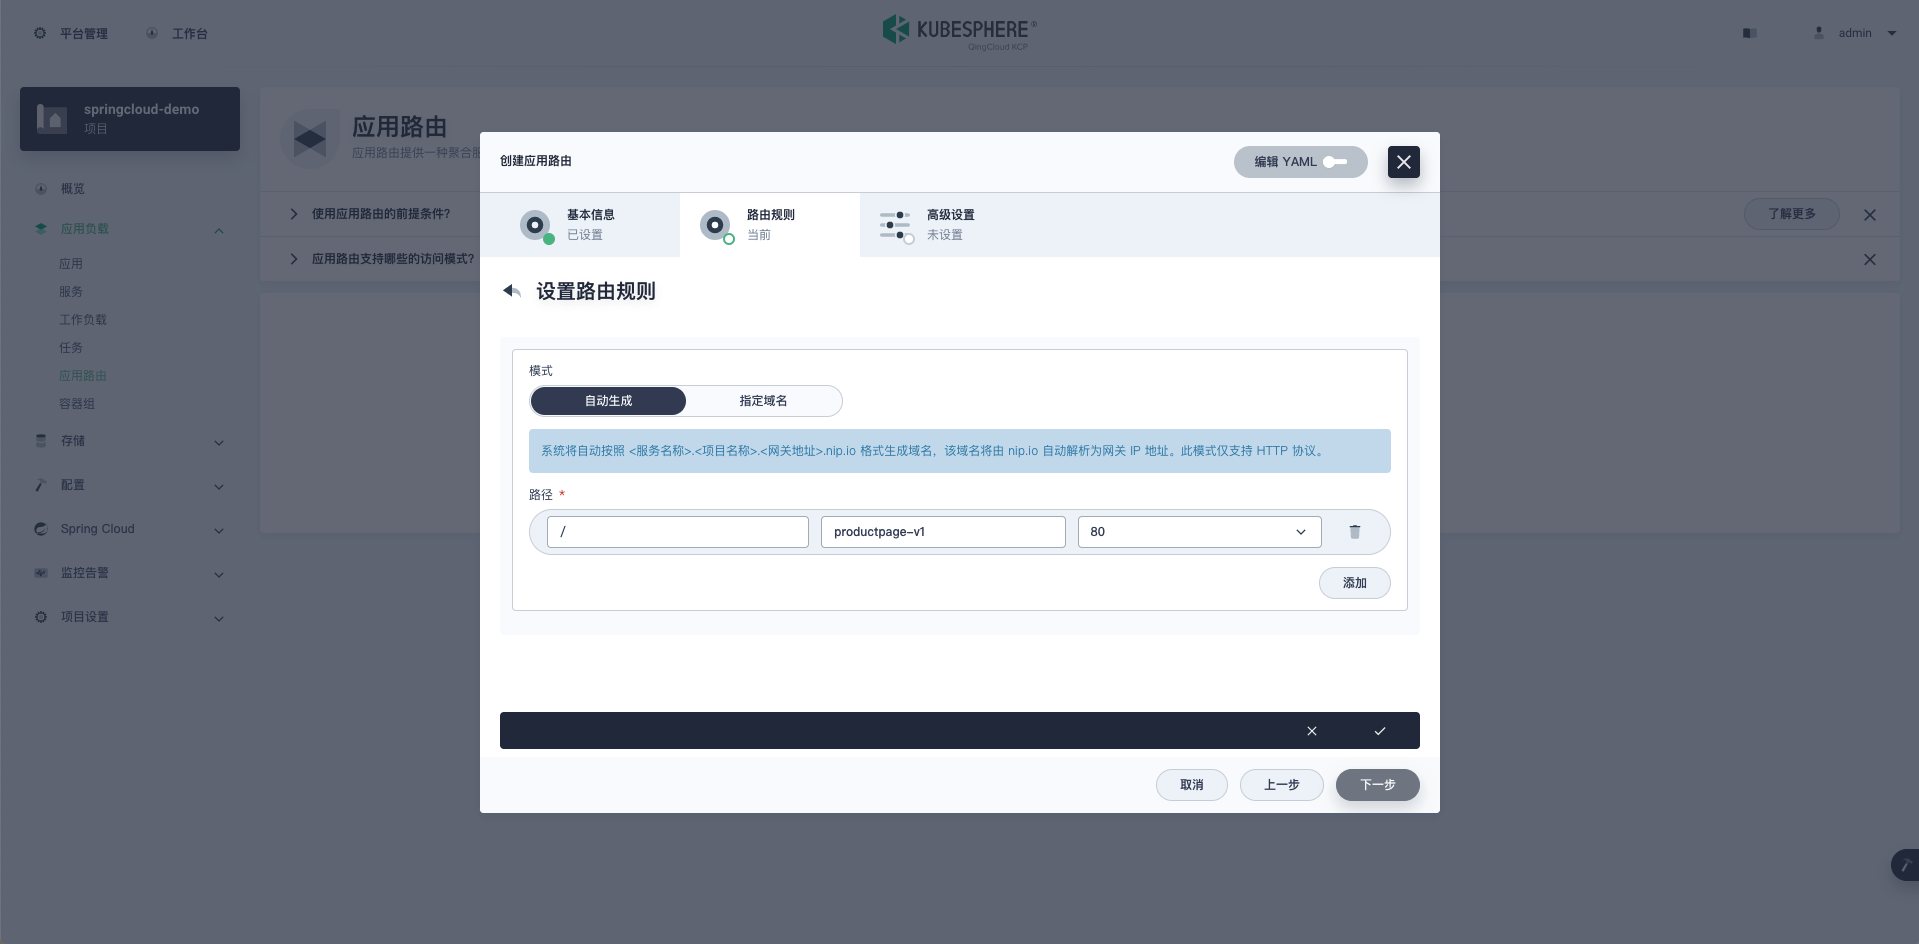 平台管理
工作台
KUBESPHERE®
QingCloud KCP
admin
springcloud-demo
项目
应用路由
应用路由提供一种聚合服
概览
使用应用路由的前提条件?
了解更多
应用负载
应用路由支持哪些的访问模式?
应用
服务
工作负载
任务
应用路由
容器组
存储
配置
Spring Cloud
监控告警
项目设置
创建应用路由
编辑 YAML
基本信息
已设置
路由规则
当前
高级设置
未设置
设置路由规则
模式
自动生成
指定域名
系统将自动按照 <服务名称>.<项目名称>.<网关地址>.nip.io 格式生成域名，该域名将由 nip.io 自动解析为网关 IP 地址。此模式仅支持 HTTP 协议。
路径 *
/
productpage-v1
80
添加
取消
上一步
下一步